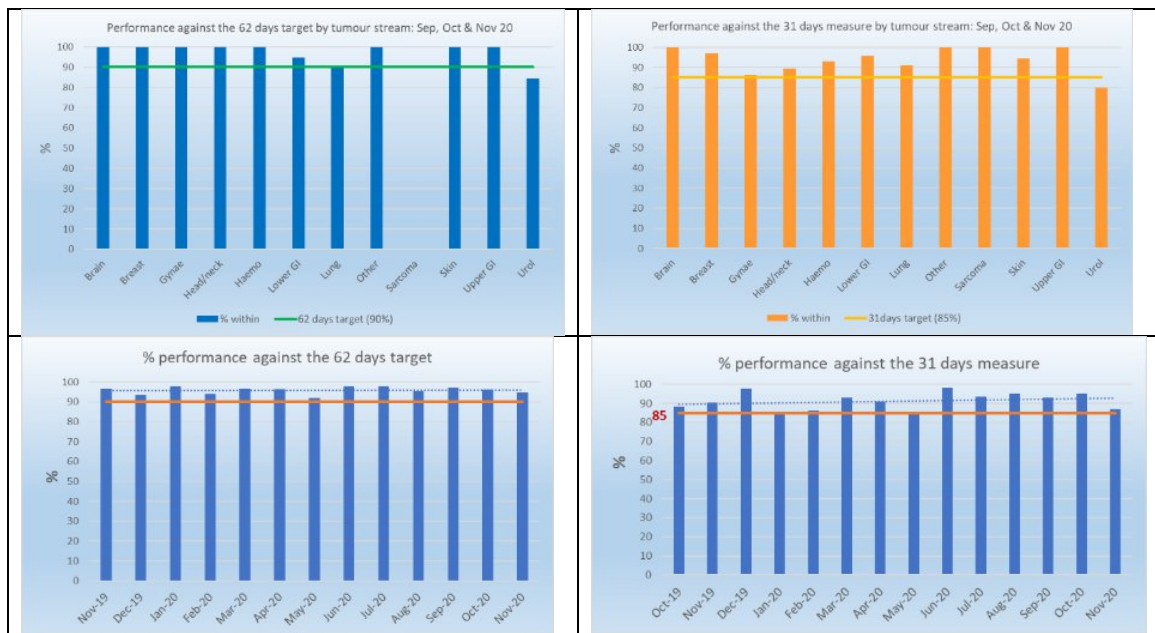 Performance against the 62 days target by tumour stream: Sep, Oct & Nov 20
100
90
80
70
60
50
40
30
20
10
0
%
Brain
Breast
Gynae
Head/neck
Haemo
Lower GI
Lung
Other
Sarcoma
Skin
Upper GI
Urol
% within
62 days target (90%)
Performance against the 31 days measure by tumour stream: Sep, Oct & Nov 20
100
90
80
70
60
50
40
30
20
10
0
%
Brain
Breast
Gynae
Head/neck
Haemo
Lower GI
Lung
Other
Sarcoma
Skin
Upper GI
Urol
% within
31days target (85%)
% performance against the 62 days target
100
90
80
70
60
50
40
30
20
10
0
%
Nov-19
Dec-19
Jan-20
Feb-20
Mar-20
Apr-20
May-20
Jun-20
Jul-20
Aug-20
Sep-20
Oct-20
Nov-20
% performance against the 31 days measure
100
90
85
80
70
60
50
40
30
20
10
0
%
Oct-19
Nov-19
Dec-19
Jan-20
Feb-20
Mar-20
Apr-20
May-20
Jun-20
Jul-20
Aug-20
Sep-20
Oct-20
Nov-20